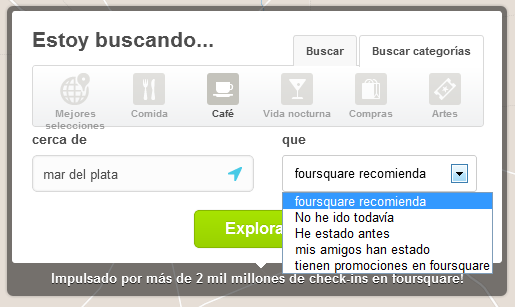 Estoy buscando...
Buscar
Buscar categorías
Mejores selecciones
Comida
Café
Vida nocturna
Compras
Artes
cerca de
que
mar del plata
foursquare recomienda
foursquare recomienda
No he ido todavía
He estado antes
mis amigos han estado
tienen promociones en foursquare
Explora
Impulsado por más de 2 mil millones de check-ins en foursquare!